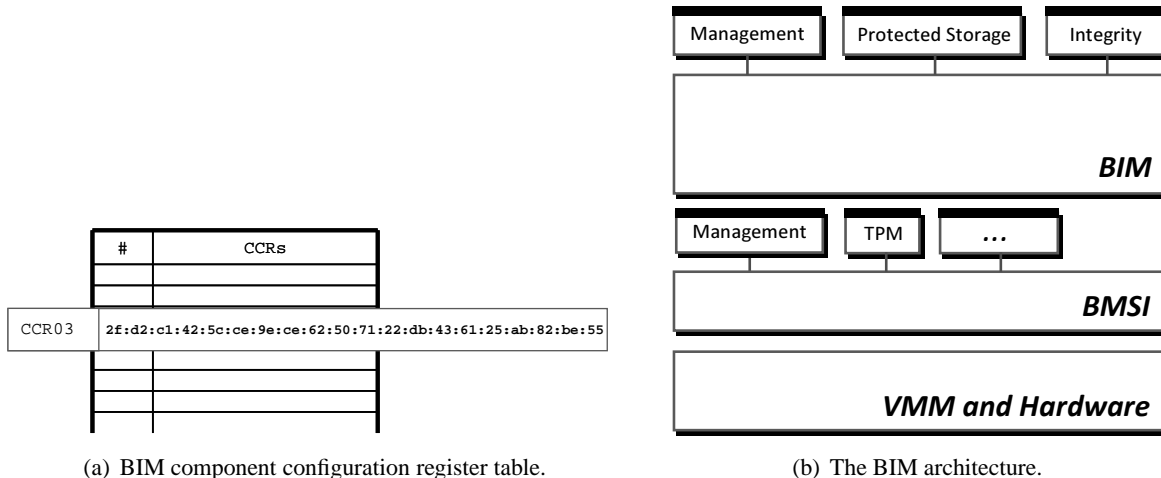 # CCRs
CCR03 2f:d2:c1:42:5c:ce:9e:ce:62:50:71:22:db:43:61:25:ab:82:be:55
(a) BIM component configuration register table.
Management Protected Storage Integrity
BIM
Management TPM ...
BMSI
VMM and Hardware
(b) The BIM architecture.